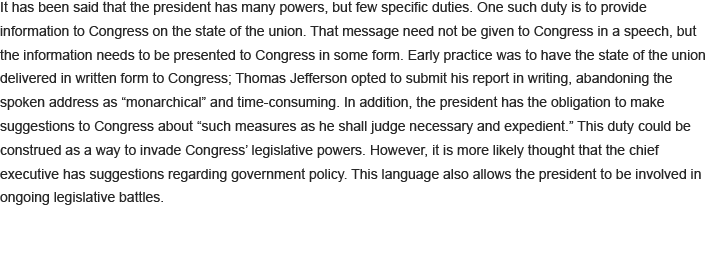 It has been said that the president has many powers, but few specific duties. One such duty is to provide
information to Congress on the state of the union. That message need not be given to Congress in a speech, but
the information needs to be presented to Congress in some form. Early practice was to have the state of the union
delivered in written form to Congress; Thomas Jefferson opted to submit his report in writing, abandoning the
spoken address as “monarchical” and time-consuming. In addition, the president has the obligation to make
suggestions to Congress about “such measures as he shall judge necessary and expedient.” This duty could be
construed as a way to invade Congress’ legislative powers. However, it is more likely thought that the chief
executive has suggestions regarding government policy. This language also allows the president to be involved in
ongoing legislative battles.